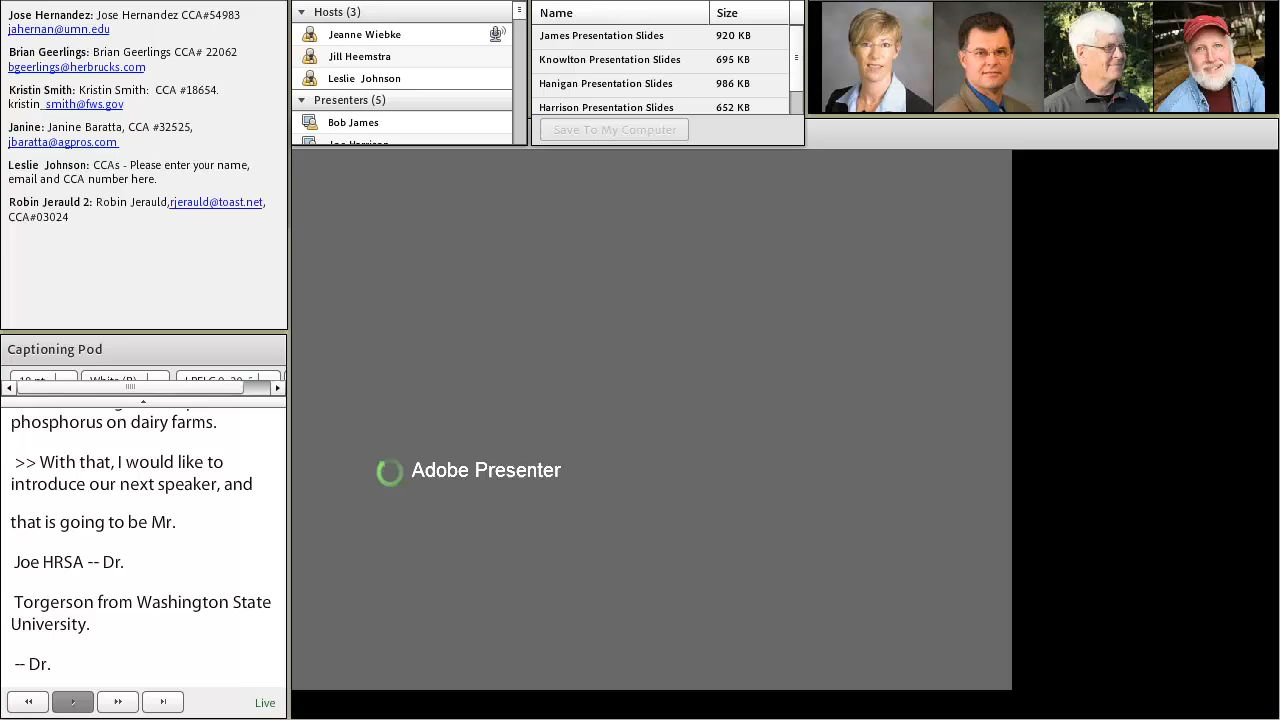 Jose Hernandez: Jose Hernandez CCA#54983
jahernan@umn.edu
Brian Geerlings: Brian Geerlings CCA# 22062
bgeerlings@herbrucks.com
Kristin Smith: Kristin Smith: CCA #18654.
kristin_smith@fws.gov
Janine: Janine Baratta, CCA #32525,
jbaratta@agpros.com
Leslie Johnson: CCAs - Please enter your name,
email and CCA number here.
Robin Jerauld 2: Robin Jerauld,rjerauld@toast.net,
CCA#03024
Hosts (3)
Jeanne Wiebke
Jill Heemstra
Leslie Johnson
Presenters (5)
Bob James
Name Size
James Presentation Slides 920 KB
Knowlton Presentation Slides 695 KB
Hanigan Presentation Slides 986 KB
Harrison Presentation Slides 652 KB
Save To My Computer
Captioning Pod
phosphorus on dairy farms.
>> With that, I would like to
introduce our next speaker, and
that is going to be Mr.
Joe HRSA -- Dr.
Torgerson from Washington State
University.
-- Dr.
Live
Adobe Presenter